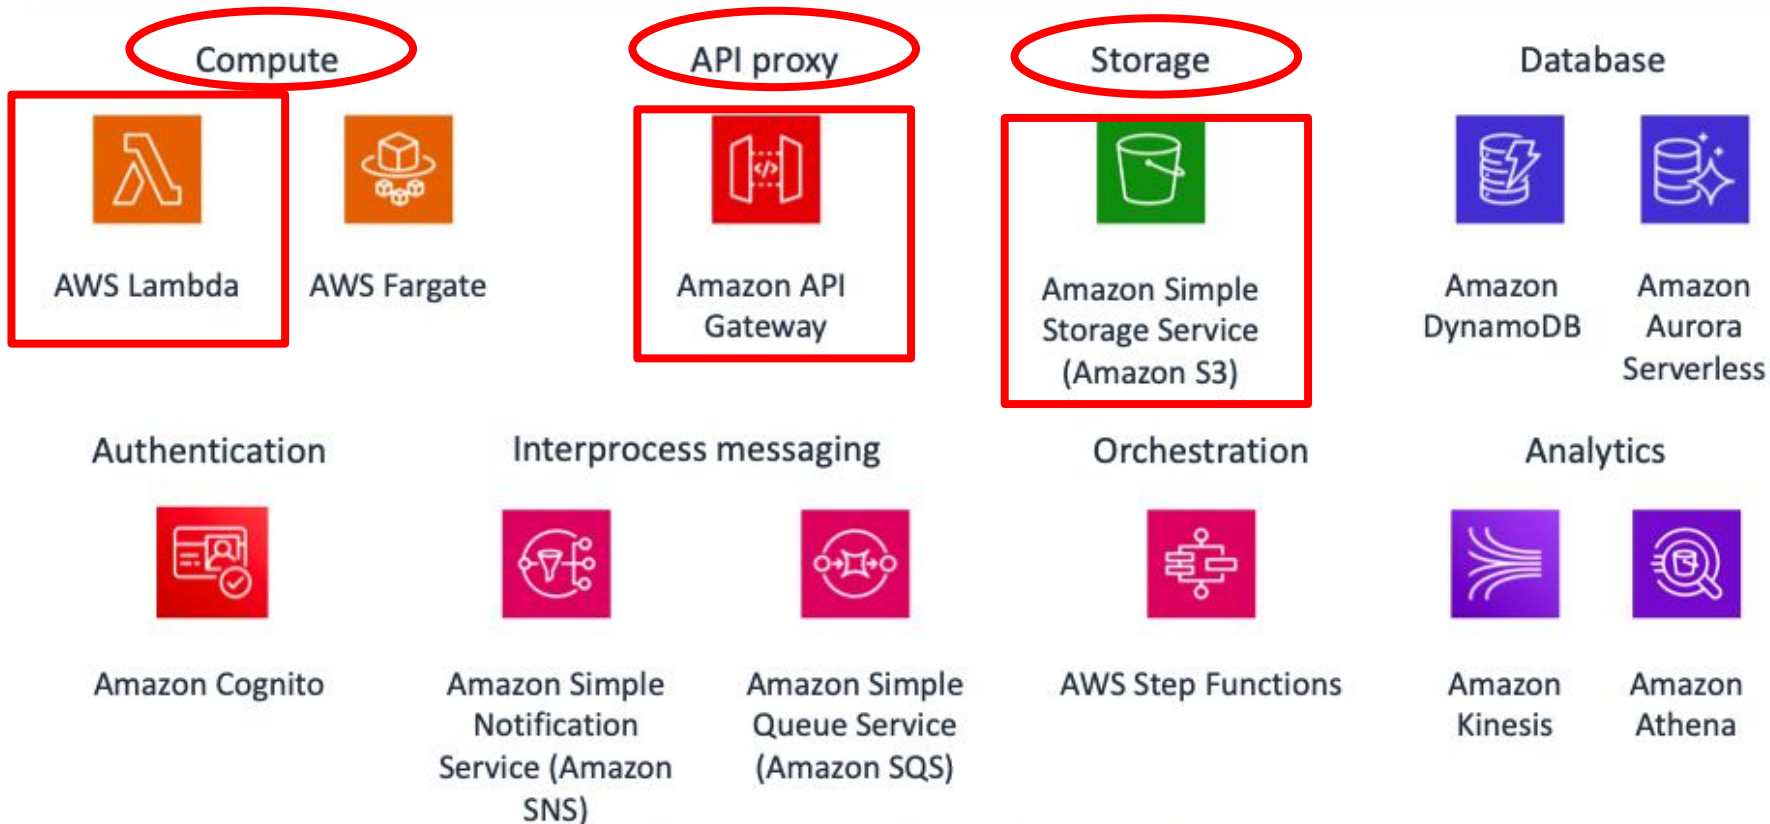 Compute
API proxy
Storage
Database
AWS Lambda
AWS Fargate
Amazon API
Gateway
Amazon Simple
Storage Service
(Amazon S3)
Amazon
DynamoDB
Amazon
Aurora
Serverless
Authentication
Interprocess messaging
Orchestration
Analytics
</>
Amazon Cognito
Amazon Simple
Notification
Service (Amazon
SNS)
Amazon Simple
Queue Service
(Amazon SQS)
AWS Step Functions
Amazon
Kinesis
Amazon
Athena